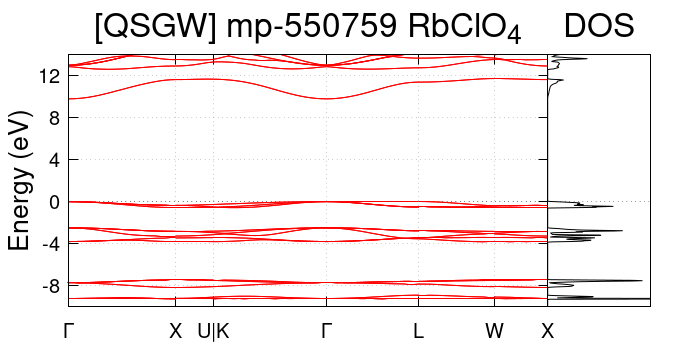 [QSGW] mp-550759 RbClO4 DOS
Energy (eV)
12
8
4
0
-4
-8
Γ X U|K Γ L W X